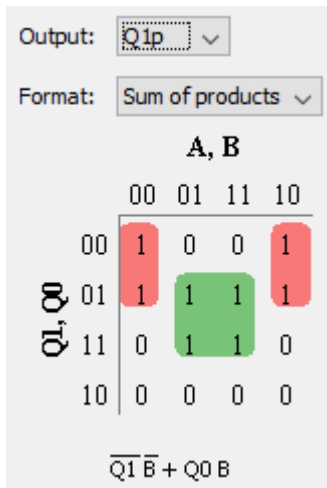 Output: Q1p
Format: Sum of products
A, B
00 01 11 10
00 1 0 0 1
01 1 1 1 1
Q1, Q0
11 0 1 1 0
10 0 0 0 0
Q̅1̅ B̅ + Q0 B